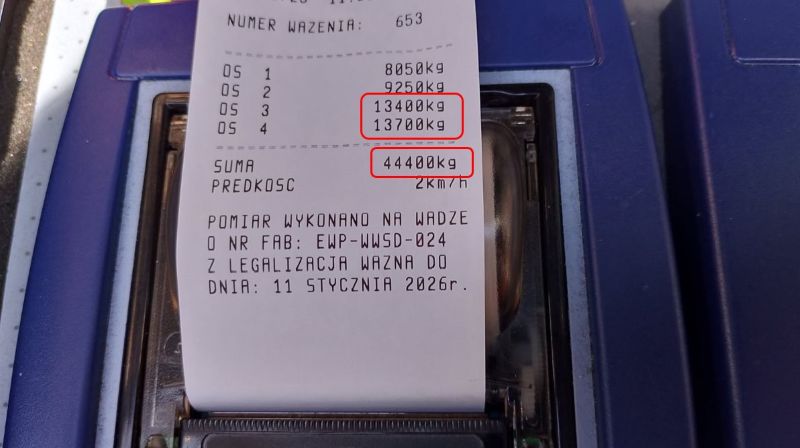 NUMER WAZENIA: 653
OS 1 8050kg
OS 2 9250kg
OS 3 13400kg
OS 4 13700kg
SUMA 44400kg
PREDKOSC 2km/h
POMIAR WYKONANO NA WADZE
O NR FAB: EWP-WWSD-024
Z LEGALIZACJA WAZNA DO
DNIA: 11 STYCZNIA 2026r.